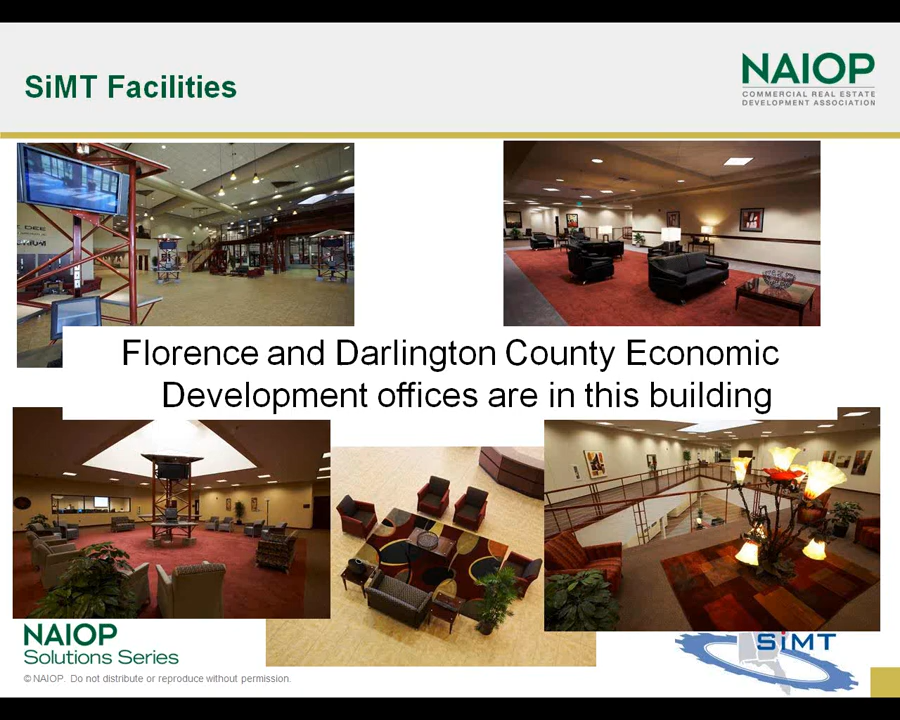 SiMT Facilities
NAIOP
COMMERCIAL REAL ESTATE
DEVELOPMENT ASSOCIATION
Florence and Darlington County Economic
Development offices are in this building
NAIOP
Solutions Series
© NAIOP. Do not distribute or reproduce without permission.
SiMT